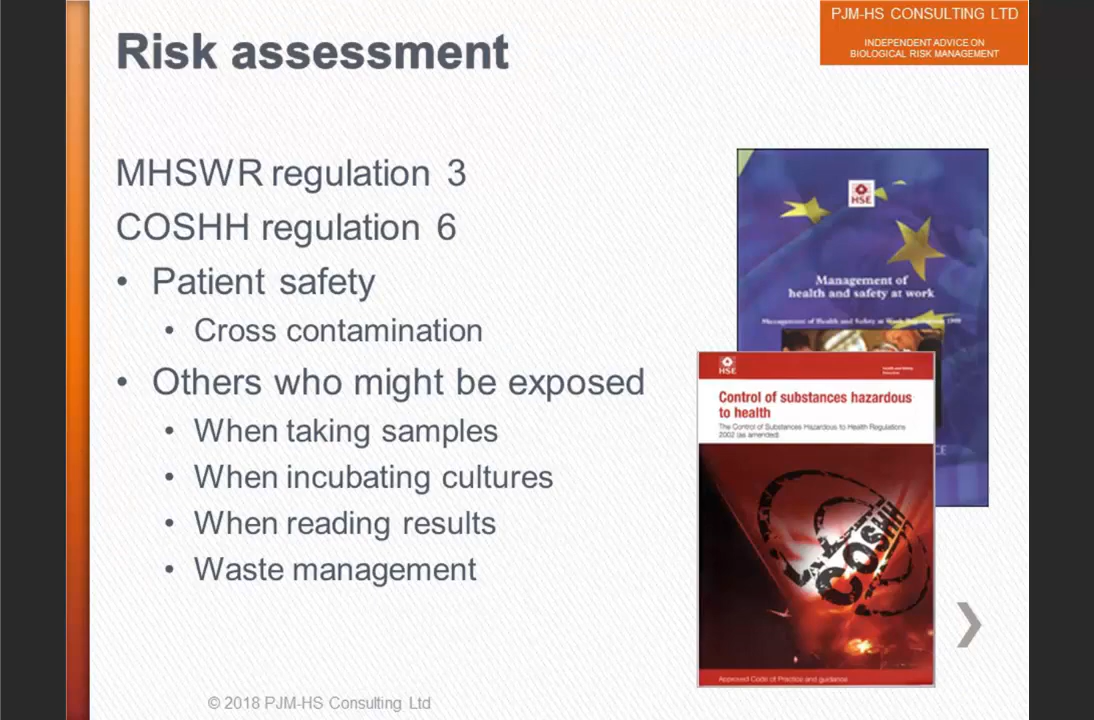 PJM-HS CONSULTING LTD
INDEPENDENT ADVICE ON
BIOLOGICAL RISK MANAGEMENT
Risk assessment
MHSWR regulation 3
COSHH regulation 6
• Patient safety
• Cross contamination
• Others who might be exposed
• When taking samples
• When incubating cultures
• When reading results
• Waste management
HSE
Management of
health and safety at work
Management of Health and Safety at Work Regulations 1999
HSE
Control of substances hazardous
to health
The Control of Substances Hazardous to Health Regulations
2002 (as amended)
COSHH
Approved Code of Practice and guidance
© 2018 PJM-HS Consulting Ltd